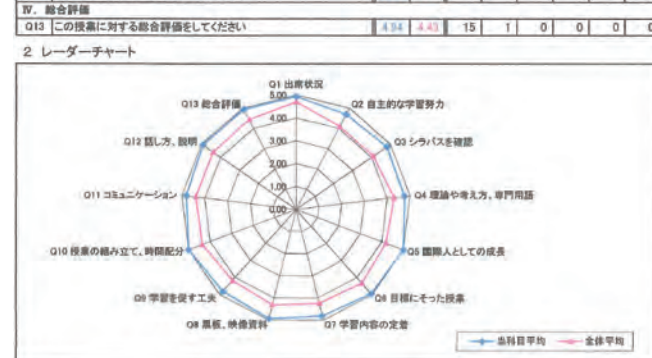 Ⅳ. 総合評価
Q13 この授業に対する総合評価をしてください 4.94 4.43 15 1 0 0 0 0
2 レーダーチャート
Q1 出席状況
Q13 総合評価
Q2 自主的な学習努力
Q12 話し方、説明
Q3 シラバスを確認
Q11 コミュニケーション
Q4 理論や考え方、専門用語
Q10 授業の組み立て、時間配分
Q5 国際人としての成長
Q9 学習を促す工夫
Q6 目標にそった授業
Q8 黒板、映像資料
Q7 学習内容の定着
5.00
4.00
3.00
2.00
1.00
0.00
当科目平均 全体平均